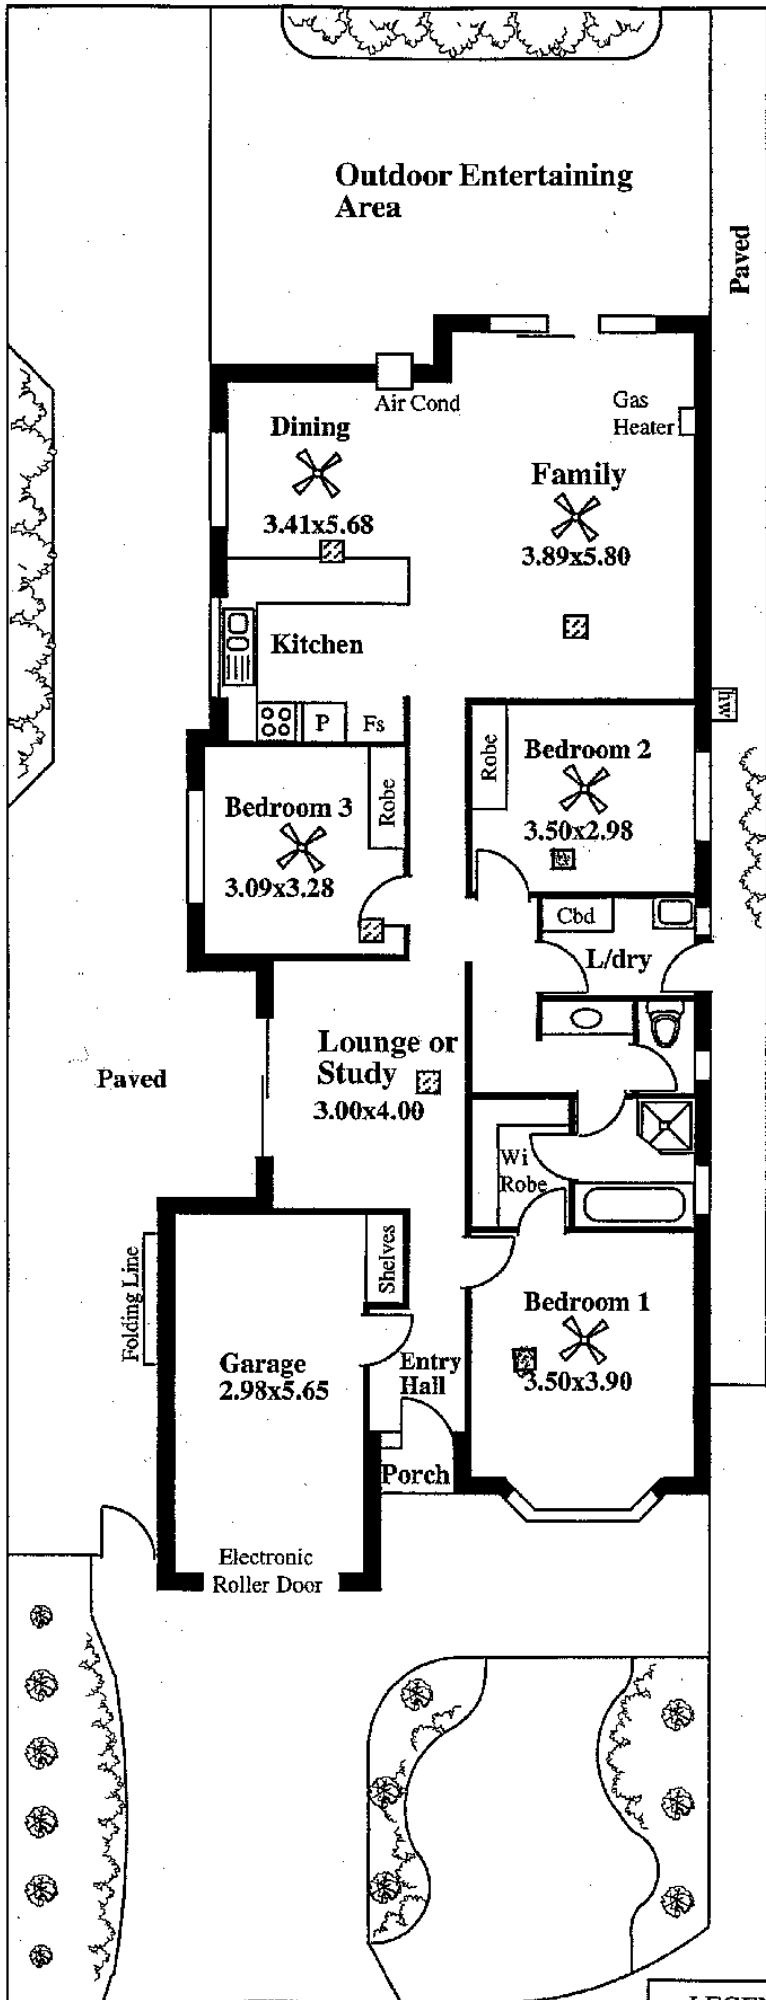 Outdoor Entertaining
Area
Paved
Air Cond
Gas
Heater
Dining
3.41x5.68
Family
3.89x5.80
Kitchen
P
Fs
hw
Robe
Bedroom 2
3.50x2.98
Bedroom 3
3.09x3.28
Robe
Cbd
L/dry
Lounge or
Study
3.00x4.00
Paved
Wi
Robe
Folding Line
Shelves
Garage
2.98x5.65
Entry
Hall
Bedroom 1
3.50x3.90
Porch
Electronic
Roller Door